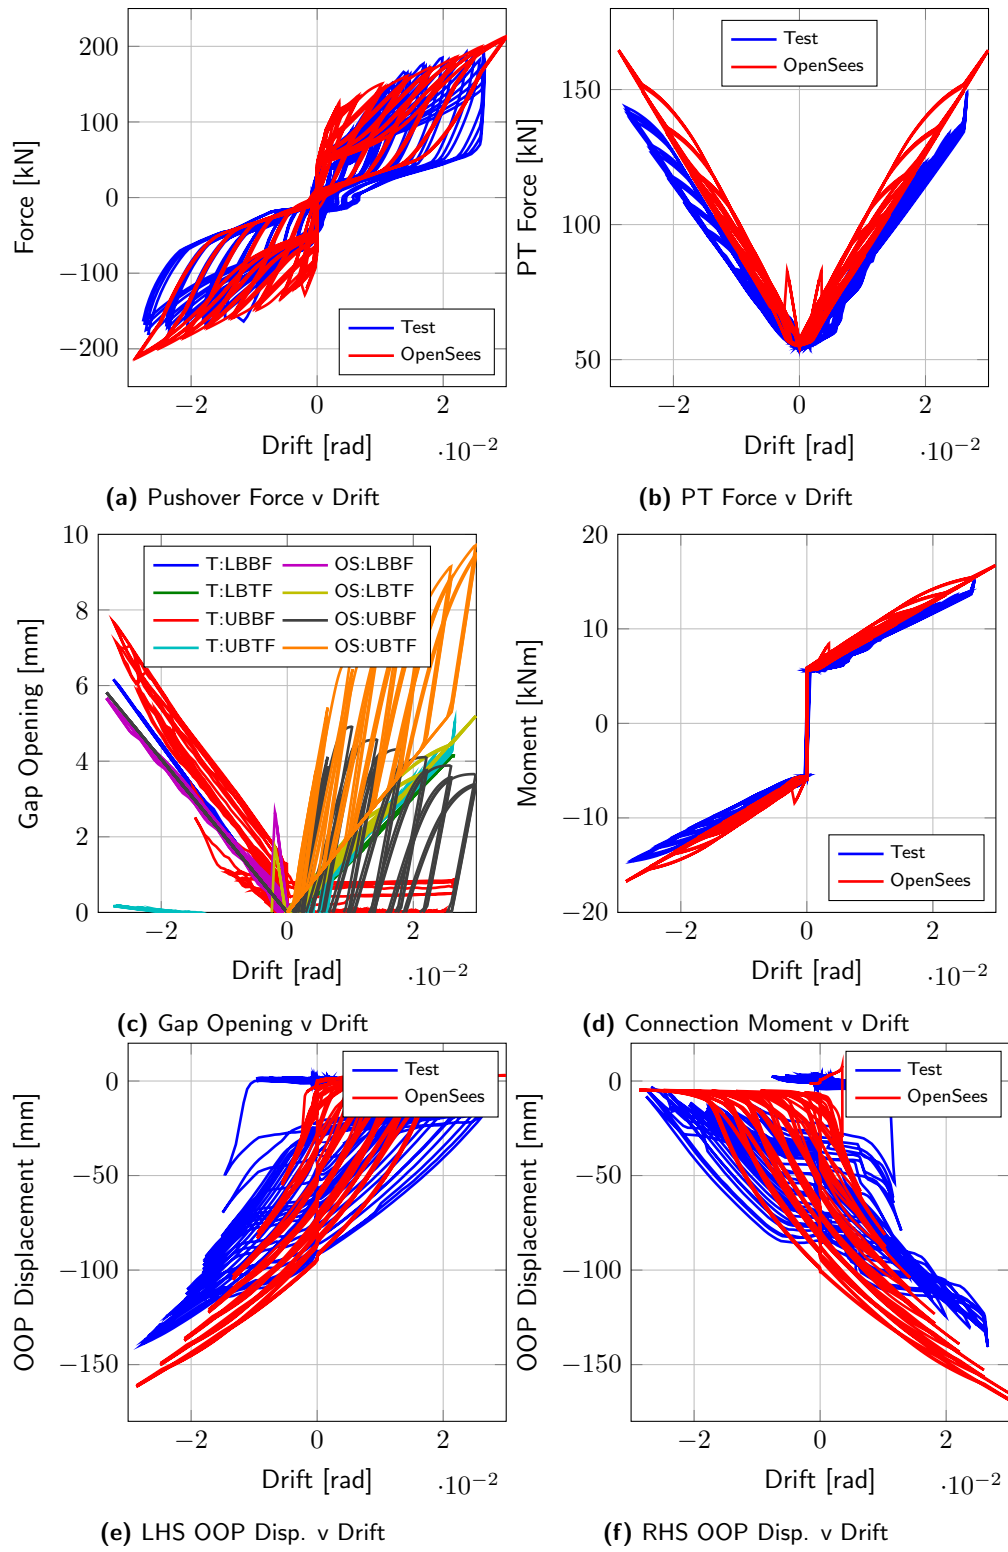 200
100
0
−100
−200
Force [kN]
Test
OpenSees
−2 0 2
Drift [rad]
·10−2
(a) Pushover Force v Drift
150
100
50
PT Force [kN]
Test
OpenSees
−2 0 2
Drift [rad]
·10−2
(b) PT Force v Drift
10
8
6
4
2
0
Gap Opening [mm]
T:LBBF OS:LBBF
T:LBTF OS:LBTF
T:UBBF OS:UBBF
T:UBTF OS:UBTF
−2 0 2
Drift [rad]
·10−2
(c) Gap Opening v Drift
20
10
0
−10
−20
Moment [kNm]
Test
OpenSees
−2 0 2
Drift [rad]
·10−2
(d) Connection Moment v Drift
0
−50
−100
−150
OOP Displacement [mm]
Test
OpenSees
−2 0 2
Drift [rad]
·10−2
(e) LHS OOP Disp. v Drift
0
−50
−100
−150
OOP Displacement [mm]
Test
OpenSees
−2 0 2
Drift [rad]
·10−2
(f) RHS OOP Disp. v Drift